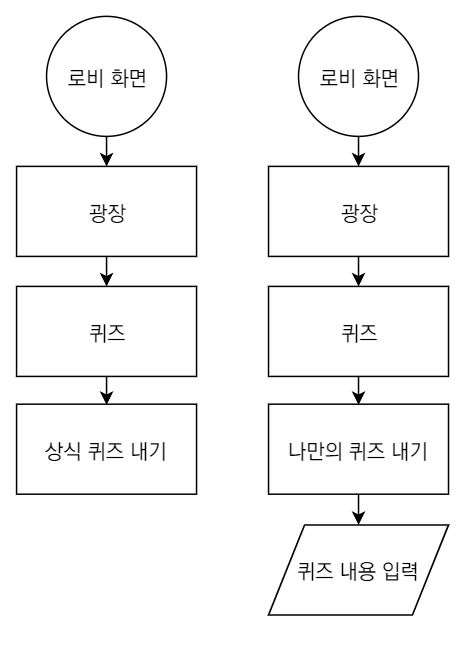 로비 화면
광장
퀴즈
상식 퀴즈 내기
로비 화면
광장
퀴즈
나만의 퀴즈 내기
퀴즈 내용 입력